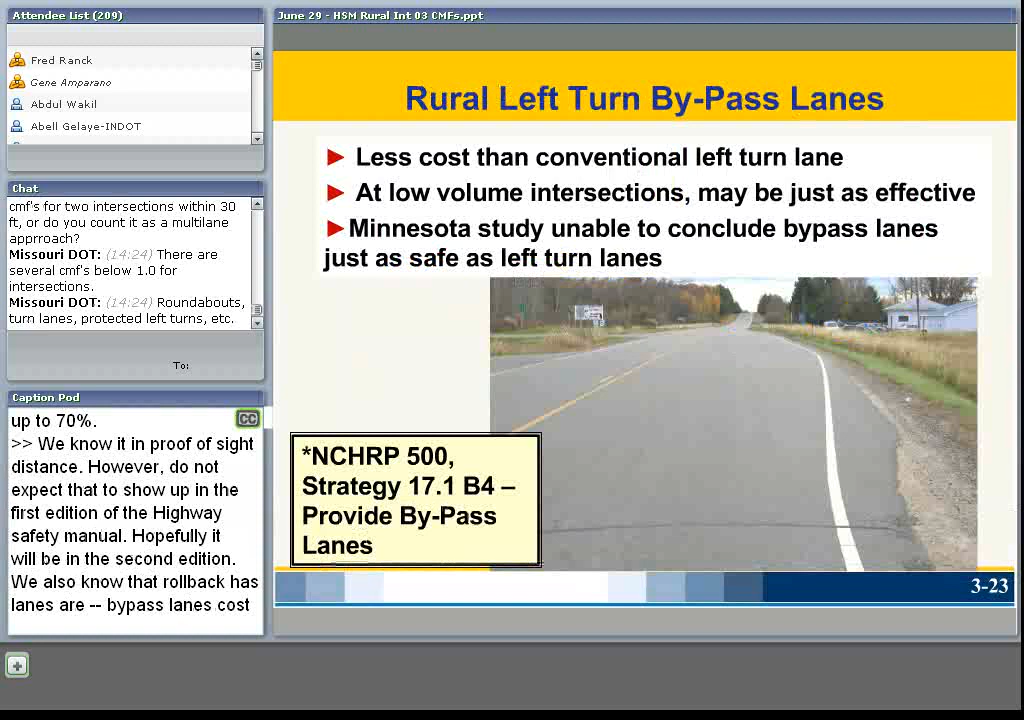 Attendee List (209)
Fred Ranck
Gene Amparano
Abdul Wakil
Abell Gelaye-INDOT
Chat
cmf's for two intersections within 30
ft, or do you count it as a multilane
apprroach?
Missouri DOT: (14:24) There are
several cmf's below 1.0 for
intersections.
Missouri DOT: (14:24) Roundabouts,
turn lanes, protected left turns, etc.
To:
Caption Pod
up to 70%.
CC
>> We know it in proof of sight
distance. However, do not
expect that to show up in the
first edition of the Highway
safety manual. Hopefully it
will be in the second edition.
We also know that rollback has
lanes are -- bypass lanes cost
June 29 - HSM Rural Int 03 CMFs.ppt
Rural Left Turn By-Pass Lanes
► Less cost than conventional left turn lane
► At low volume intersections, may be just as effective
►Minnesota study unable to conclude bypass lanes
just as safe as left turn lanes
*NCHRP 500,
Strategy 17.1 B4 –
Provide By-Pass
Lanes
3-23